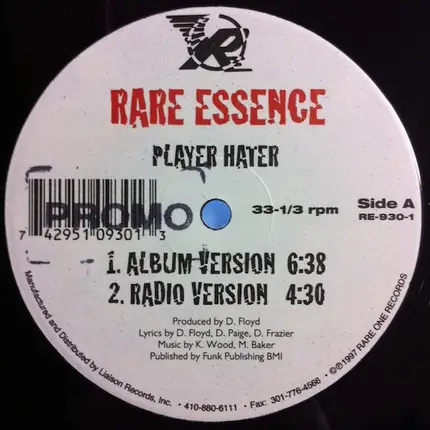 RARE ESSENCE
PLAYER HATER
PROMO
7 42951 09301 3
33-1/3 rpm
Side A
RE-930-1
1. ALBUM VERSION 6:38
2. RADIO VERSION 4:30
Produced by D. Floyd
Lyrics by D. Floyd, D. Paige, D. Frazier
Music by K. Wood, M. Baker
Published by Funk Publishing BMI
Manufactured and Distributed by Liaison Records, Inc. • 410-880-6111 • Fax: 301-776-4566 • ©℗1997 RARE ONE RECORDS